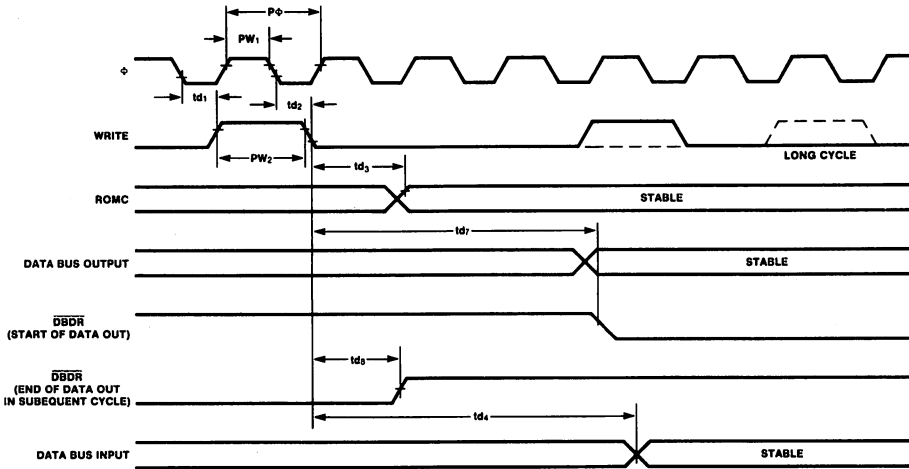 PΦ
PW₁
Φ
td₁
td₂
WRITE
PW₂
LONG CYCLE
td₃
ROMC
STABLE
td₇
DATA BUS OUTPUT
STABLE
DBDR
(START OF DATA OUT)
td₈
DBDR
(END OF DATA OUT
IN SUBEQUENT CYCLE)
td₄
DATA BUS INPUT
STABLE